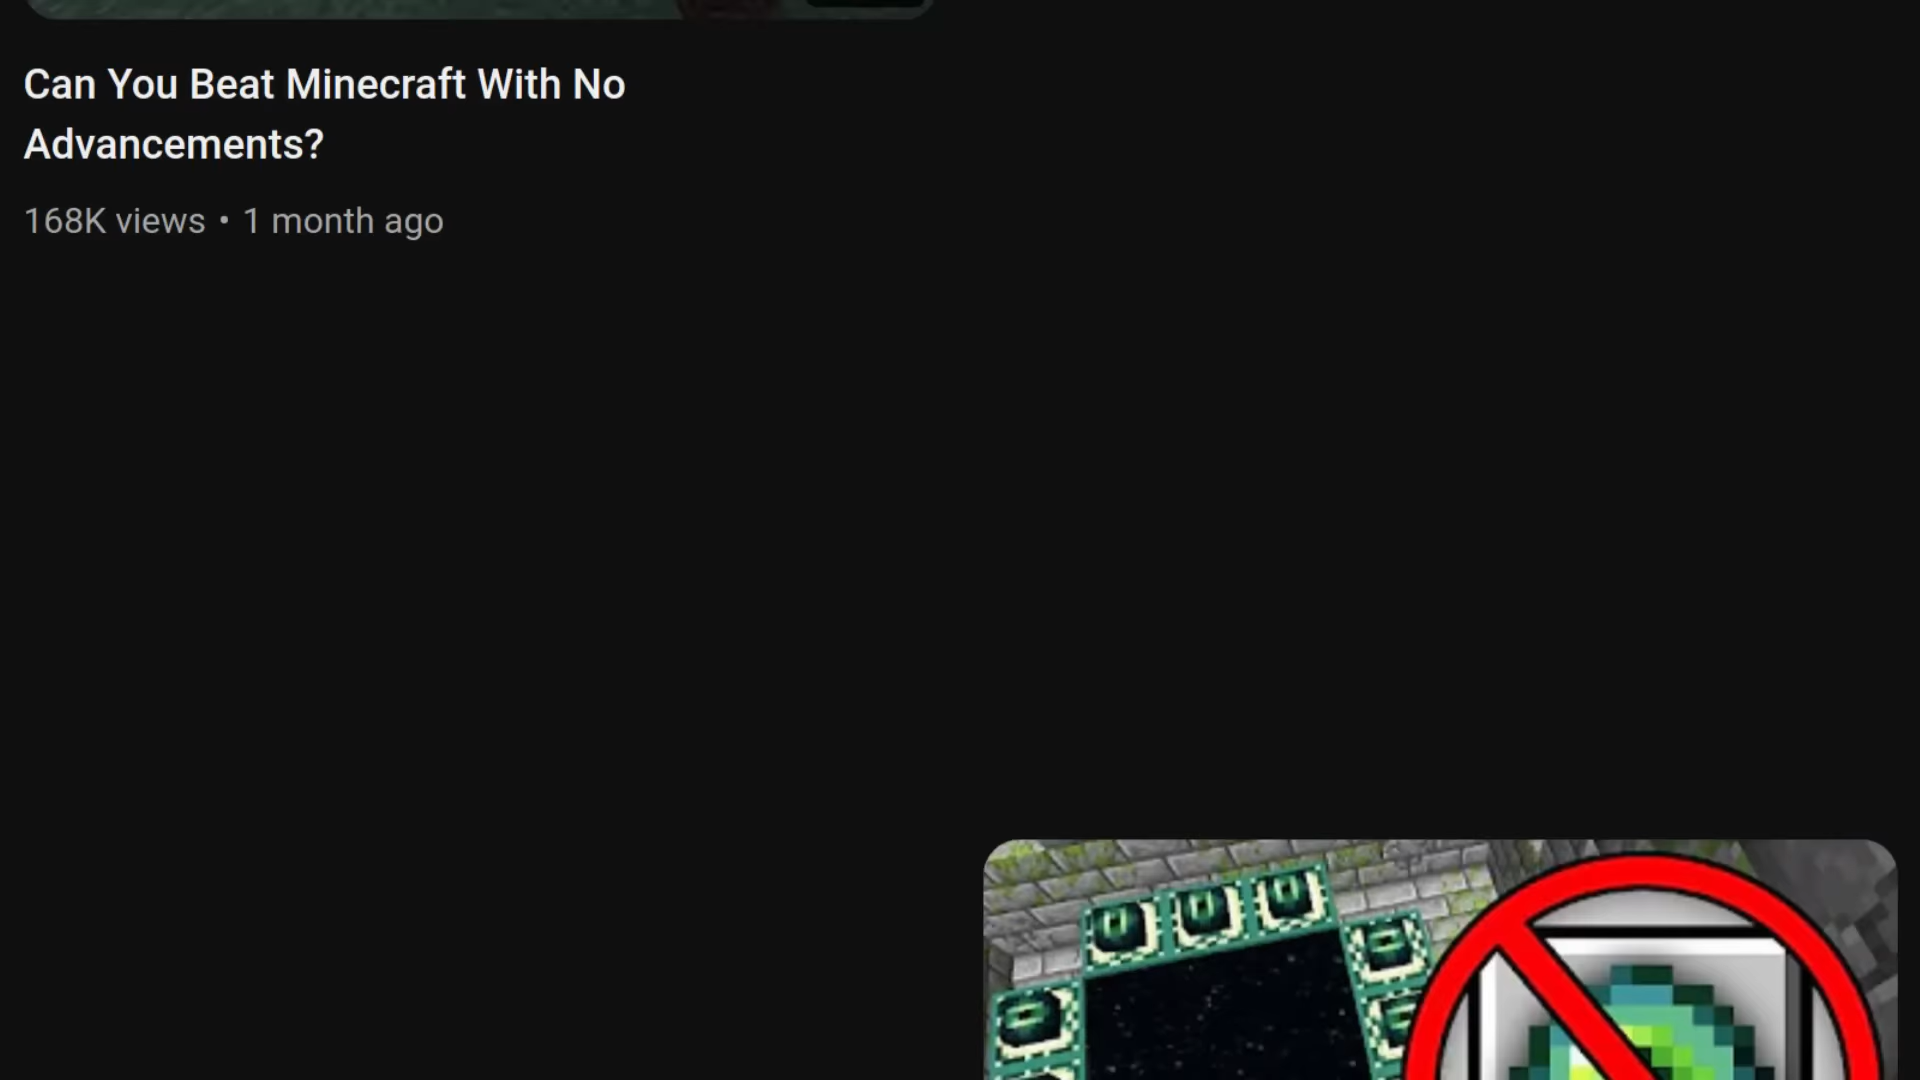 Can You Beat Minecraft With No
Advancements?
168K views • 1 month ago